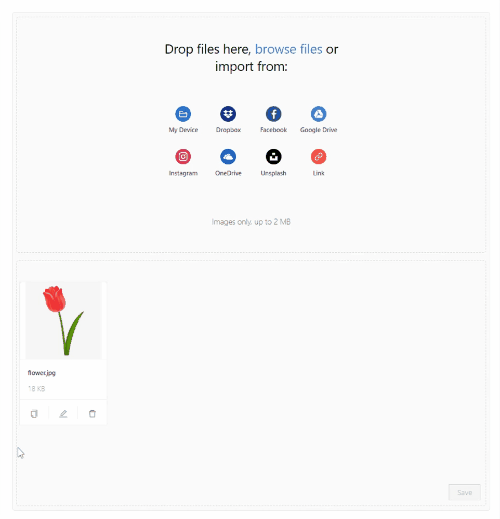 Drop files here, browse files or
import from:
My Device
Dropbox
Facebook
Google Drive
Instagram
OneDrive
Unsplash
Link
Images only, up to 2 MB
flower.jpg
18 KB
Save